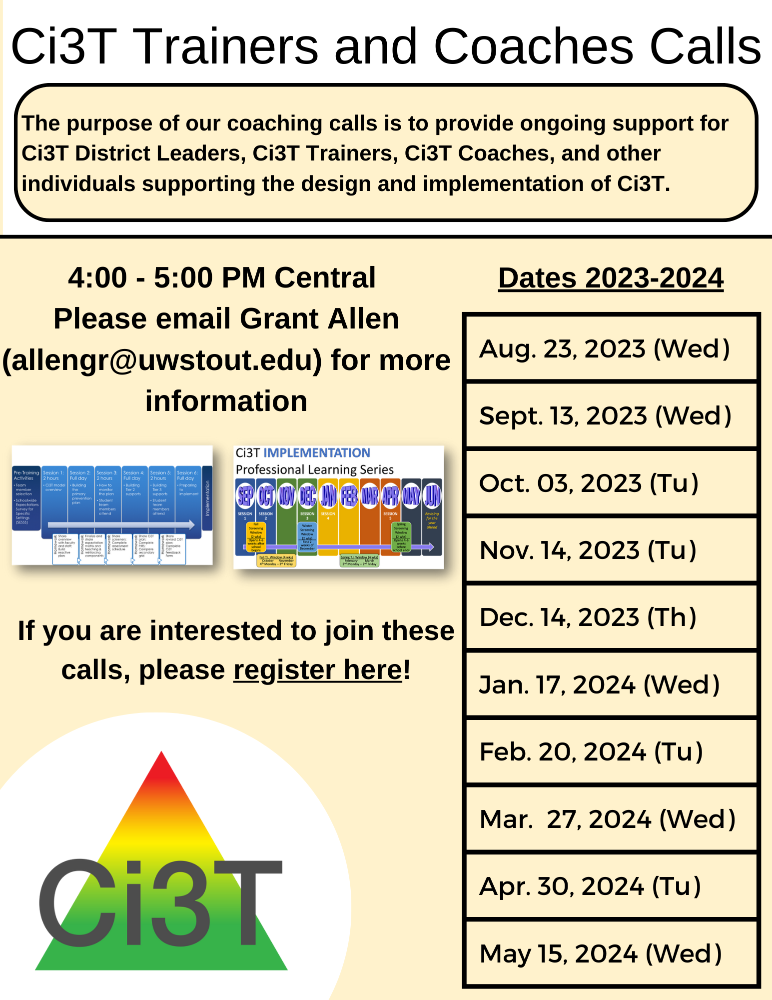 Ci3T Trainers and Coaches Calls
The purpose of our coaching calls is to provide ongoing support for
Ci3T District Leaders, Ci3T Trainers, Ci3T Coaches, and other
individuals supporting the design and implementation of Ci3T.
4:00 - 5:00 PM Central
Please email Grant Allen
(allengr@uwstout.edu) for more
information
Pre-Training
Activities
• Team
member
selection
• Schoolwide
Expectations
Survey for
Specific
Settings
(SESSS)
Session 1:
2 hours
• Ci3T model
overview
Session 2:
Full day
• Building
the
primary
prevention
plan
Session 3:
2 hours
• How to
monitor
the plan
• Student
team
members
attend
Session 4:
Full day
• Building
Tier 2
supports
Session 5:
2 hours
• Building
Tier 3
supports
• Student
team
members
attend
Session 6:
Full day
• Preparing
to
implement
Implementation
Homework
Share
overview
with faculty
and staff;
Build
reactive
plan
Homework
Finalize and
share
expectation
matrix and
teaching &
reinforcing
components
Homework
Share
screeners;
Complete
assessment
schedule
Homework
Share Ci3T
plan;
Complete
PIRS;
Complete
secondary
grid
Homework
Share
revised Ci3T
plan;
Complete
Ci3T
Feedback
Form
Ci3T IMPLEMENTATION
Professional Learning Series
SEP OCT NOV DEC JAN FEB MAR APR MAY JUN
SESSION
1
SESSION
2
SESSION
3
SESSION
4
SESSION
5
Revising
for the
year
ahead
Fall
Screening
Window
(2 wks)
Opens 4-6
weeks after
school
begins
Winter
Screening
Window
(2 wks)
First 2
weeks of
December
Spring
Screening
Window
(2 wks)
Opens 4-6
weeks
before
school ends
Fall T.I. Window (4 wks)
October November
4th Monday – 3rd Friday
Spring T.I. Window (4 wks)
February March
2nd Monday – 2nd Friday
If you are interested to join these
calls, please register here!
Ci3T
Dates 2023-2024
Aug. 23, 2023 (Wed)
Sept. 13, 2023 (Wed)
Oct. 03, 2023 (Tu)
Nov. 14, 2023 (Tu)
Dec. 14, 2023 (Th)
Jan. 17, 2024 (Wed)
Feb. 20, 2024 (Tu)
Mar. 27, 2024 (Wed)
Apr. 30, 2024 (Tu)
May 15, 2024 (Wed)